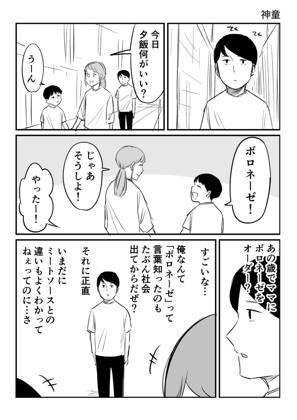 神童
今日
夕飯何がいい？
うーん
ボロネーゼ！
じゃあ
そうしよ！
やったー！
あの歳でママに
ボロネーゼを
オーダー！？
すごいな…
俺なんて
「ボロネーゼ」って
言葉知ったのも
たぶん社会
出てからだぜ？
それに正直
いまだに
ミートソースとの
違いもよくわかって
ねぇってのに…さ